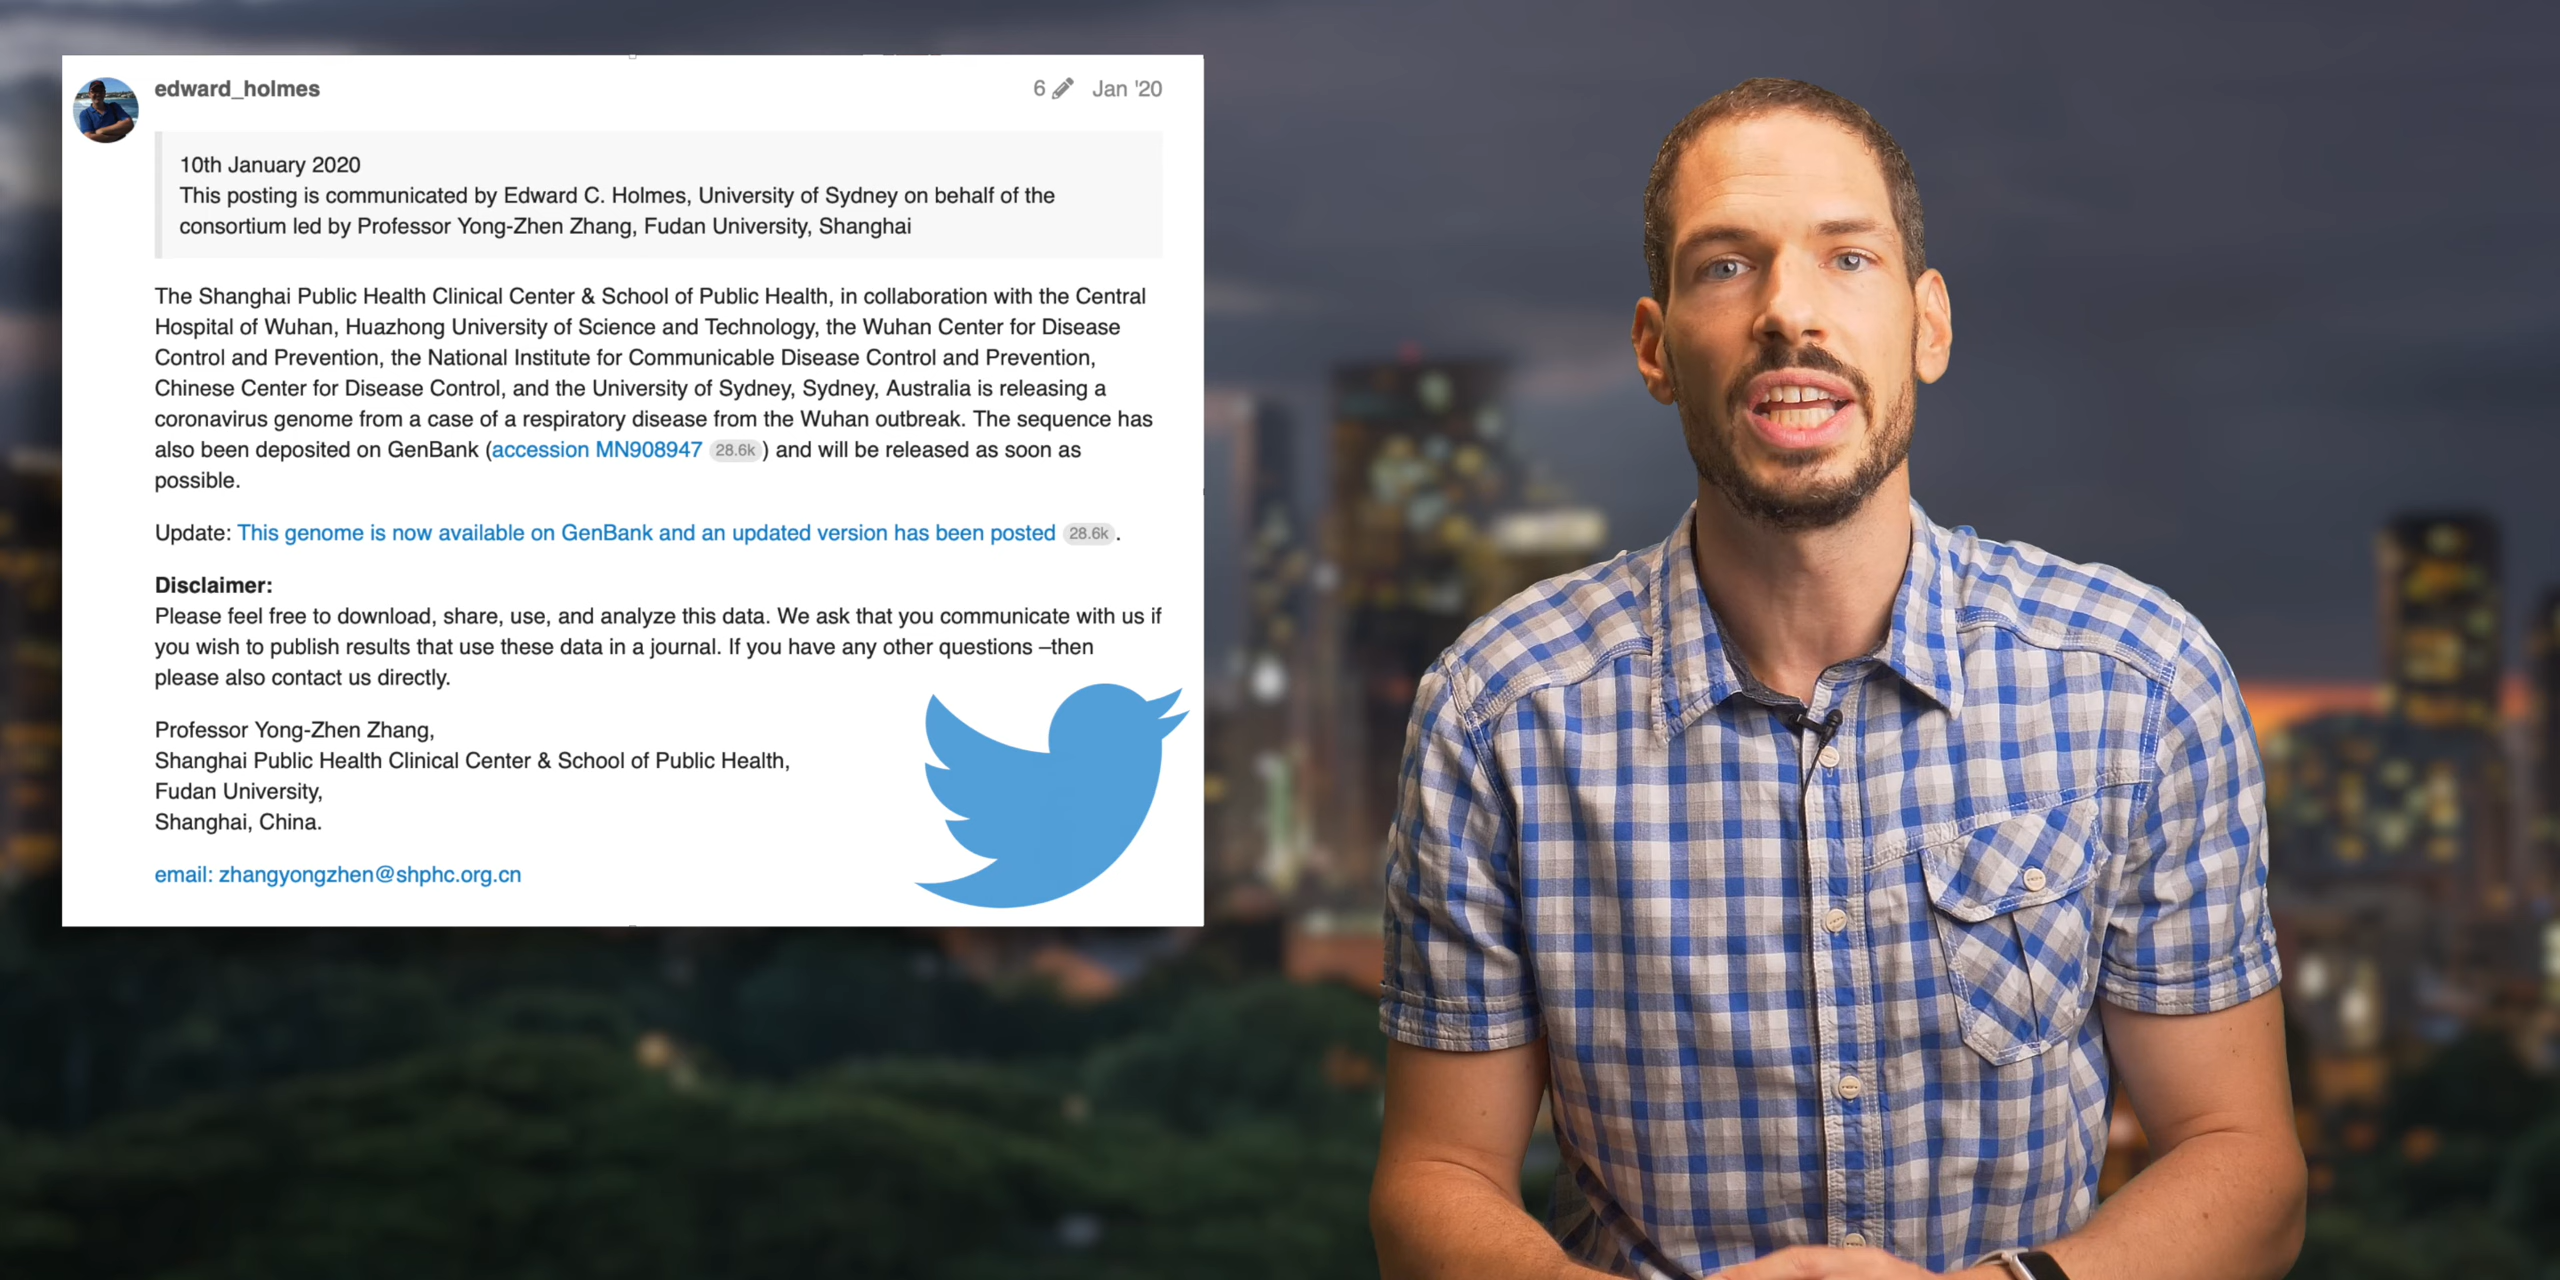 edward_holmes
6 Jan '20
10th January 2020
This posting is communicated by Edward C. Holmes, University of Sydney on behalf of the
consortium led by Professor Yong-Zhen Zhang, Fudan University, Shanghai
The Shanghai Public Health Clinical Center & School of Public Health, in collaboration with the Central
Hospital of Wuhan, Huazhong University of Science and Technology, the Wuhan Center for Disease
Control and Prevention, the National Institute for Communicable Disease Control and Prevention,
Chinese Center for Disease Control, and the University of Sydney, Sydney, Australia is releasing a
coronavirus genome from a case of a respiratory disease from the Wuhan outbreak. The sequence has
also been deposited on GenBank (accession MN908947 28.6k) and will be released as soon as
possible.
Update: This genome is now available on GenBank and an updated version has been posted 28.6k.
Disclaimer:
Please feel free to download, share, use, and analyze this data. We ask that you communicate with us if
you wish to publish results that use these data in a journal. If you have any other questions –then
please also contact us directly.
Professor Yong-Zhen Zhang,
Shanghai Public Health Clinical Center & School of Public Health,
Fudan University,
Shanghai, China.
email: zhangyongzhen@shphc.org.cn